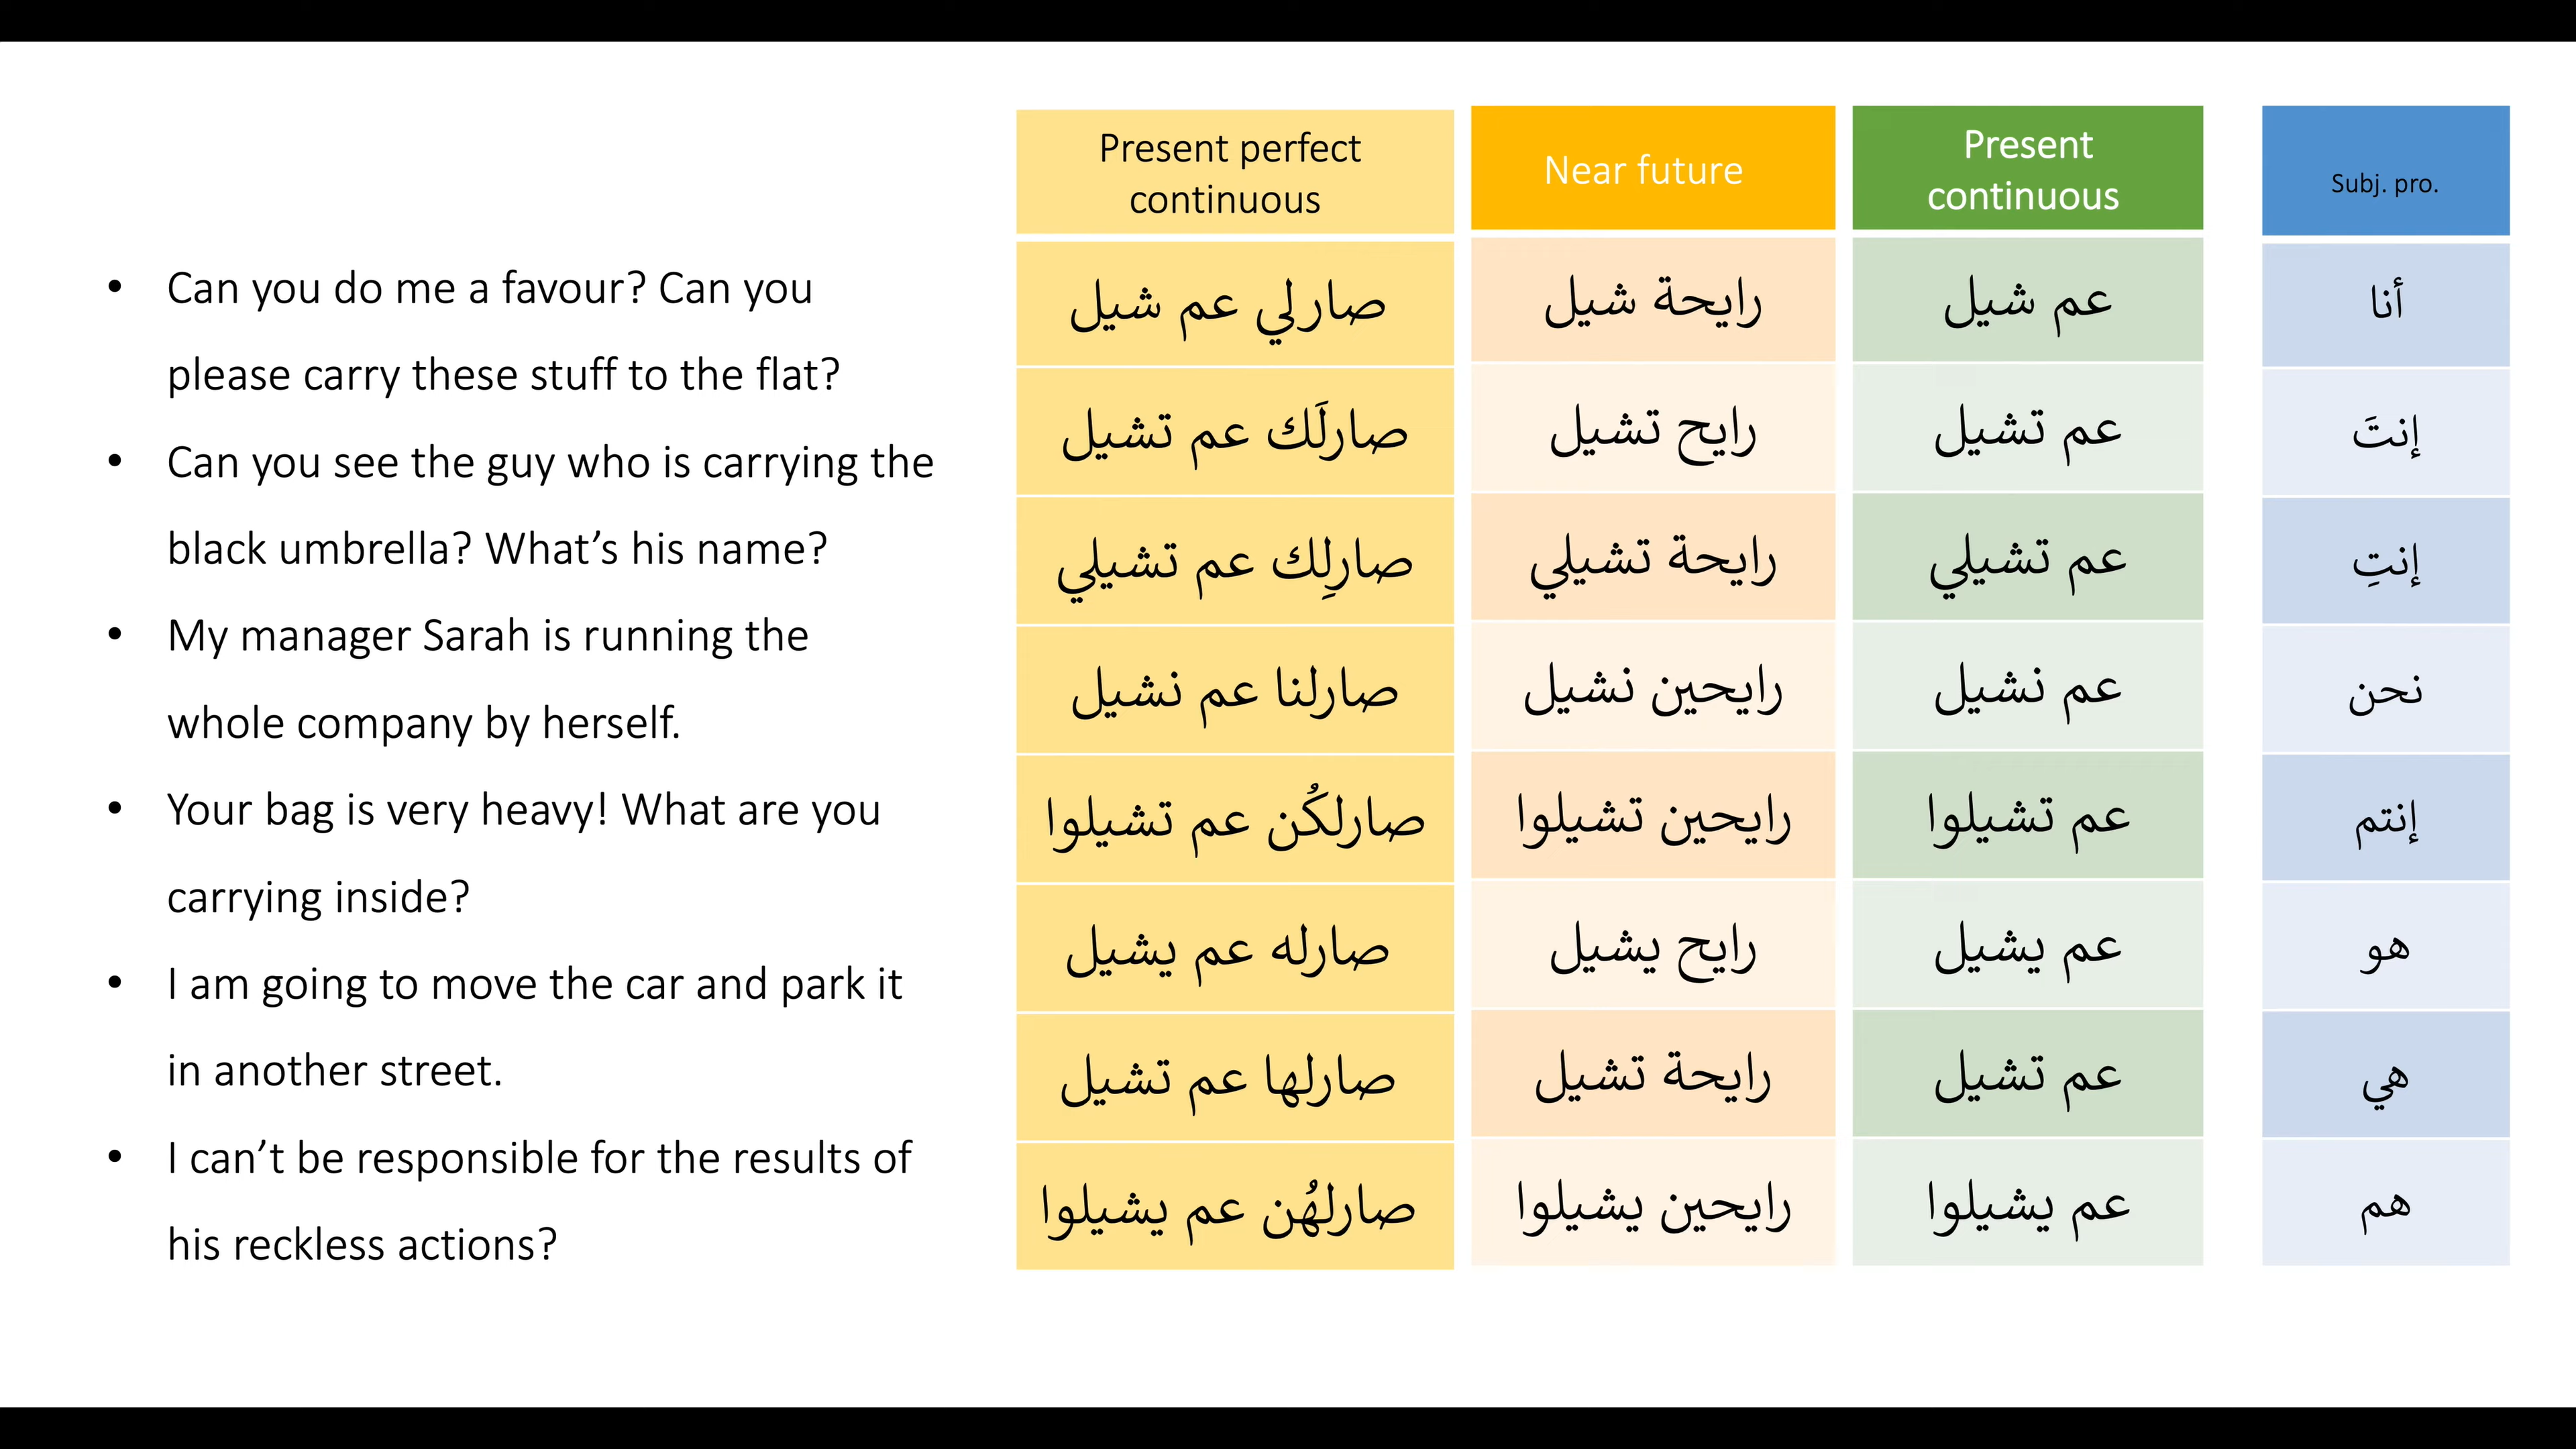 • Can you do me a favour? Can you
please carry these stuff to the flat?
• Can you see the guy who is carrying the
black umbrella? What’s his name?
• My manager Sarah is running the
whole company by herself.
• Your bag is very heavy! What are you
carrying inside?
• I am going to move the car and park it
in another street.
• I can’t be responsible for the results of
his reckless actions?
Present perfect
continuous
Near future
Present
continuous
Subj. pro.
صارلي عم شيل
رايحة شيل
عم شيل
أنا
صارلَك عم تشيل
رايح تشيل
عم تشيل
إنتَ
صارلِك عم تشيلي
رايحة تشيلي
عم تشيلي
إنتِ
صارلنا عم نشيل
رايحين نشيل
عم نشيل
نحن
صارلكُن عم تشيلوا
رايحين تشيلوا
عم تشيلوا
إنتم
صارله عم يشيل
رايح يشيل
عم يشيل
هو
صارلها عم تشيل
رايحة تشيل
عم تشيل
هي
صارلهُن عم يشيلوا
رايحين يشيلوا
عم يشيلوا
هم